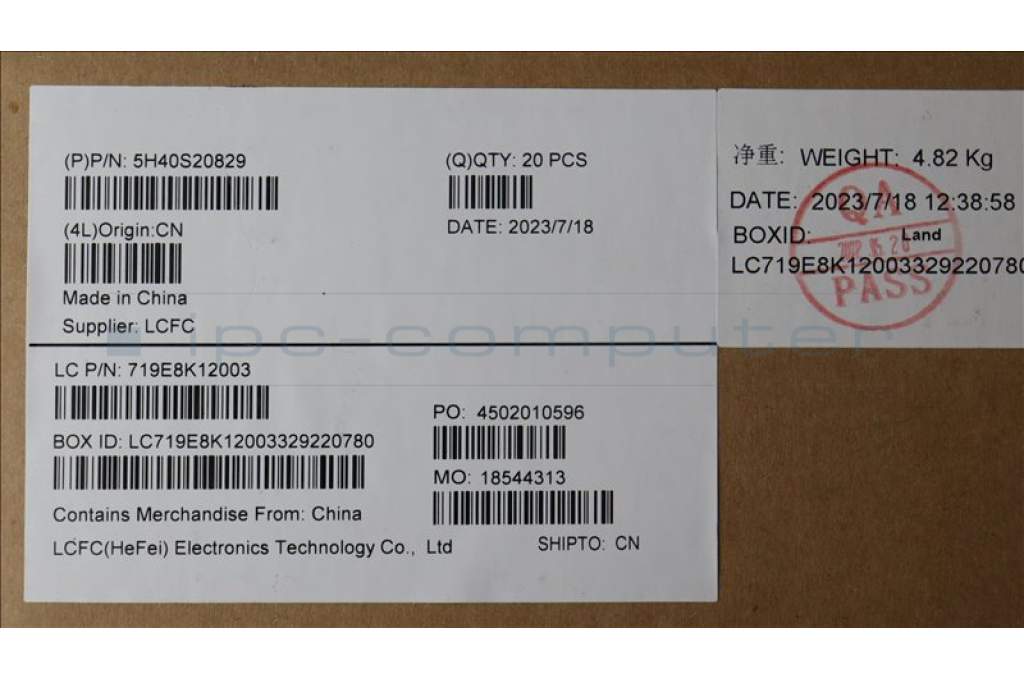 (P)P/N: 5H40S20829
(Q)QTY: 20 PCS
(4L)Origin:CN
DATE: 2023/7/18
Made in China
Supplier: LCFC
LC P/N: 719E8K12003
PO: 4502010596
BOX ID: LC719E8K12003329220780
MO: 18544313
Contains Merchandise From: China
LCFC(HeFei) Electronics Technology Co., Ltd
SHIPTO: CN
净重: WEIGHT: 4.82 Kg
DATE: 2023/7/18 12:38:58
BOXID: Land
LC719E8K12003329220780
QA
PASS
ipc-computer